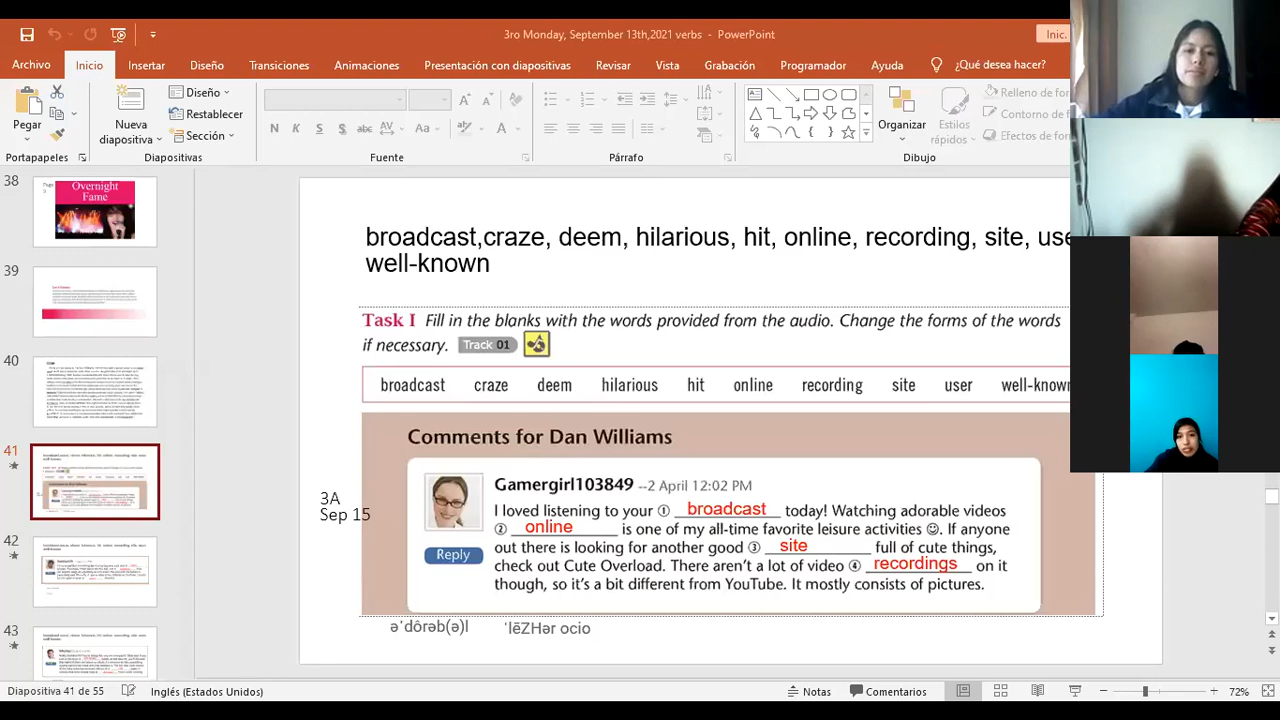 3ro Monday, September 13th,2021 verbs - PowerPoint
Inic.
Archivo Inicio Insertar Diseño Transiciones Animaciones Presentación con diapositivas Revisar Vista Grabación Programador Ayuda ¿Qué desea hacer?
Pegar
Nueva diapositiva
Diseño
Restablecer
Sección
N K S S abc AV Aa A
Organizar
Estilos rápidos
Relleno de for
Contorno de f
Efectos de form
Portapapeles Diapositivas Fuente Párrafo Dibujo
38
Overnight
Fame
39
40
41
42
43
broadcast,craze, deem, hilarious, hit, online, recording, site, use
well-known
Task I Fill in the blanks with the words provided from the audio. Change the forms of the words
if necessary. Track 01
broadcast craze deem hilarious hit online recording site user well-known
Comments for Dan Williams
Gamergirl103849 --2 April 12:02 PM
I loved listening to your ① broadcast today! Watching adorable videos
② online is one of my all-time favorite leisure activities ☺. If anyone
out there is looking for another good ③ site full of cute things,
check out Cute Overload. There aren't a lot of video ④ recordings on it
though, so it's a bit different from YouTube. It mostly consists of pictures.
Reply
3A
Sep 15
əˈdôrəb(ə)l ˈlēZHər ocio
Diapositiva 41 de 55 Inglés (Estados Unidos) Notas Comentarios 72%